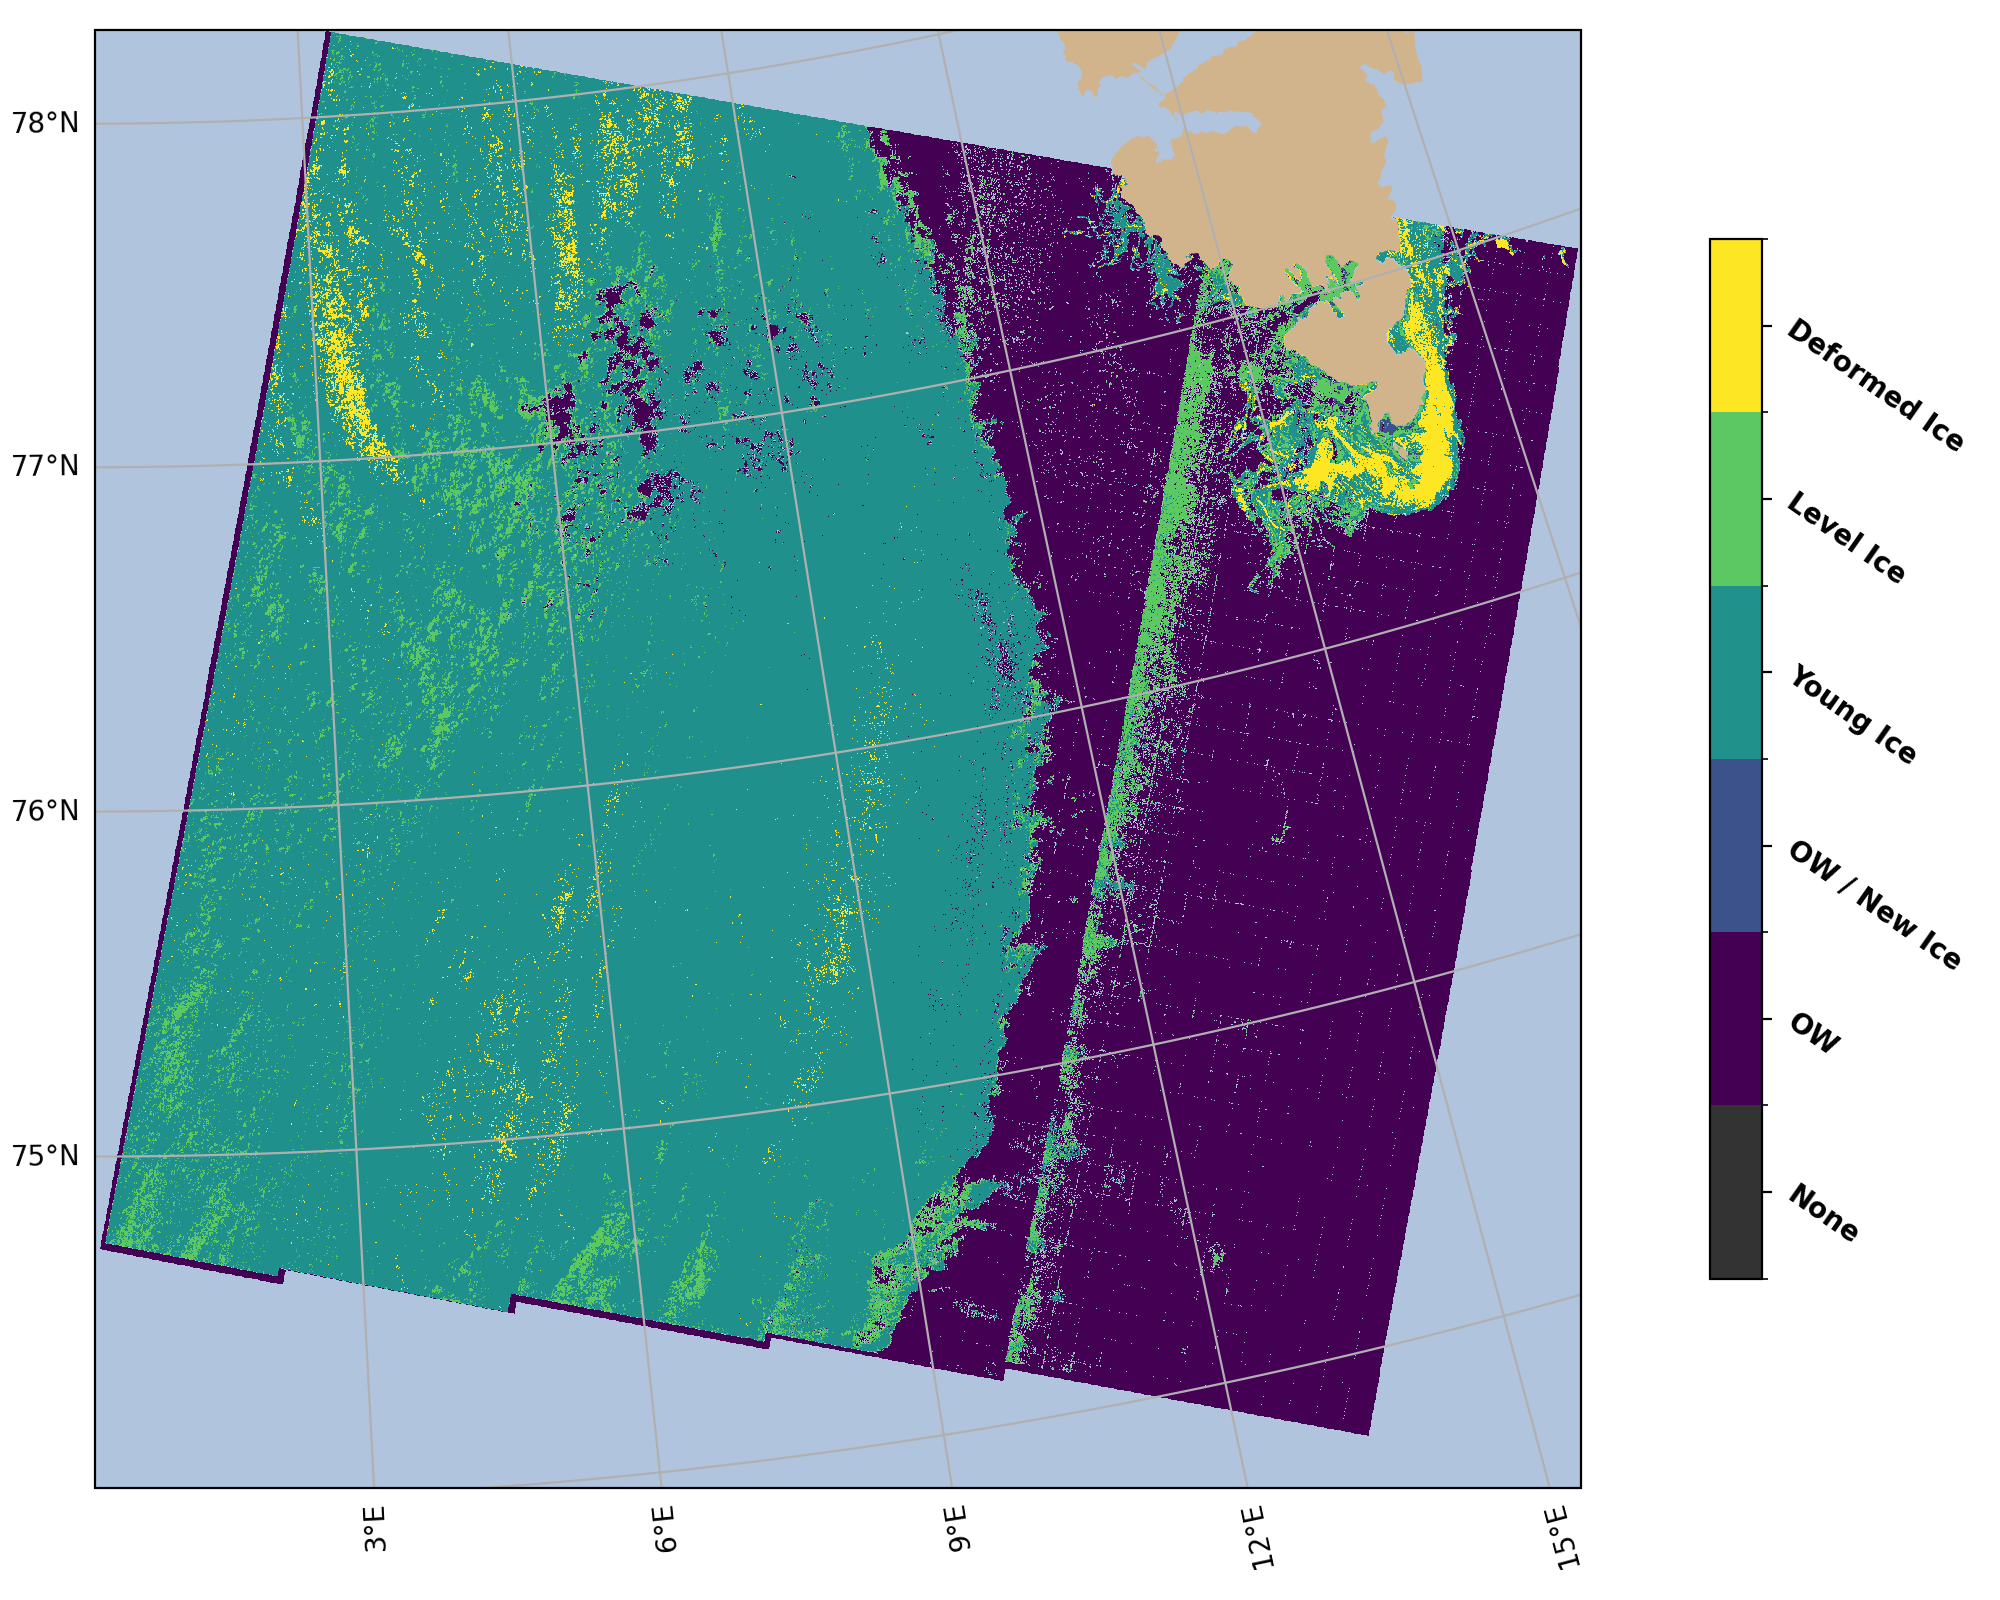 78°N
77°N
76°N
75°N
3°E
6°E
9°E
12°E
15°E
Deformed Ice
Level Ice
Young Ice
OW / New Ice
OW
None